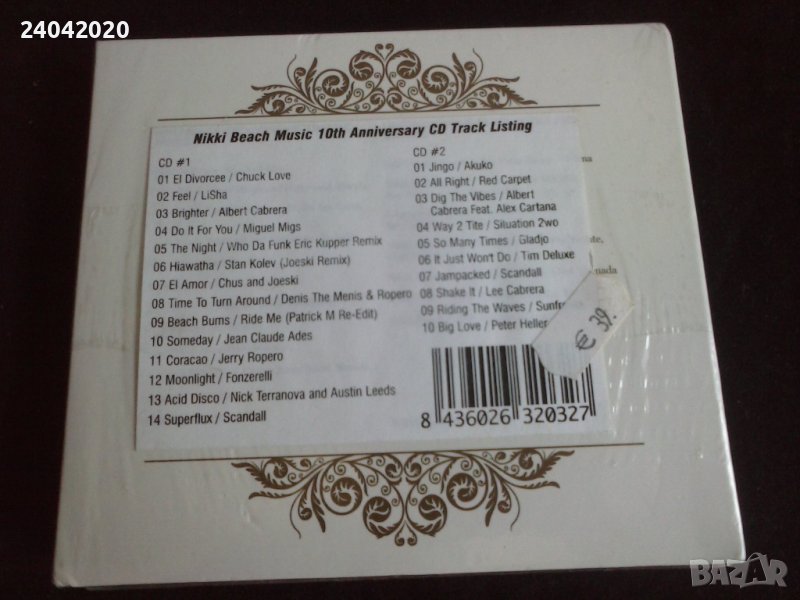 24042020
Nikki Beach Music 10th Anniversary CD Track Listing
CD #1
01 El Divorcee / Chuck Love
02 Feel / LiSha
03 Brighter / Albert Cabrera
04 Do It For You / Miguel Migs
05 The Night / Who Da Funk Eric Kupper Remix
06 Hiawatha / Stan Kolev (Joeski Remix)
07 El Amor / Chus and Joeski
08 Time To Turn Around / Denis The Menis & Ropero
09 Beach Bums / Ride Me (Patrick M Re-Edit)
10 Someday / Jean Claude Ades
11 Coracao / Jerry Ropero
12 Moonlight / Fonzerelli
13 Acid Disco / Nick Terranova and Austin Leeds
14 Superflux / Scandall
CD #2
01 Jingo / Akuko
02 All Right / Red Carpet
03 Dig The Vibes / Albert
Cabrera Feat. Alex Cartana
04 Way 2 Tite / Situation 2wo
05 So Many Times / Gladjo
06 It Just Won't Do / Tim Deluxe
07 Jampacked / Scandall
08 Shake It / Lee Cabrera
09 Riding The Waves /
10 Big Love / Peter Heller
€ 39.
8 436026 320327
BAZAR